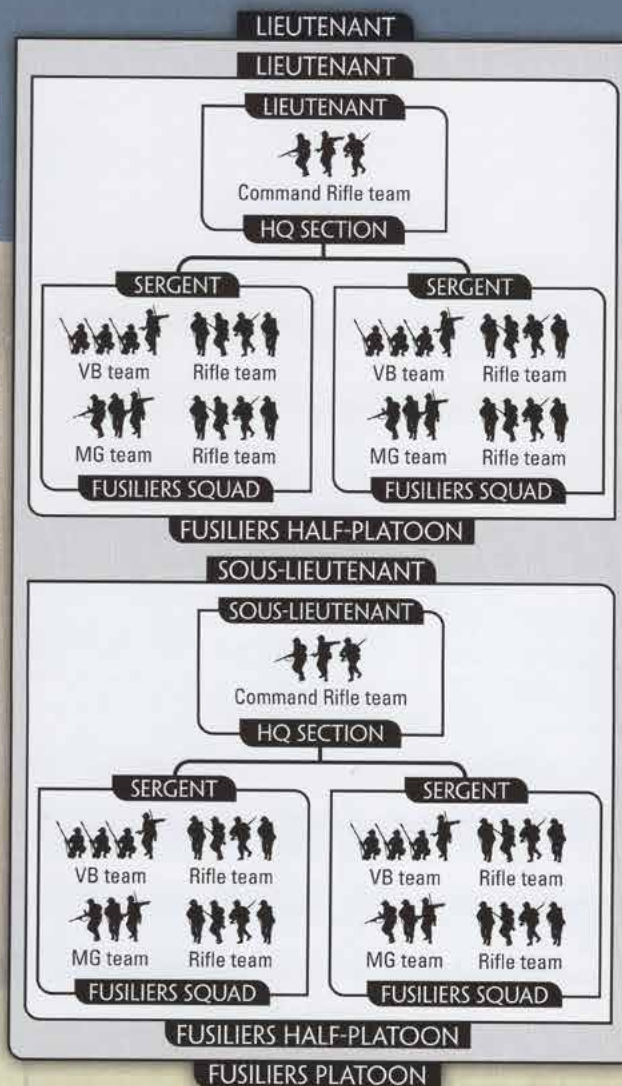 LIEUTENANT
LIEUTENANT
LIEUTENANT
Command Rifle team
HQ SECTION
SERGENT SERGENT
VB team Rifle team VB team Rifle team
MG team Rifle team MG team Rifle team
FUSILIERS SQUAD FUSILIERS SQUAD
FUSILIERS HALF-PLATOON
SOUS-LIEUTENANT
SOUS-LIEUTENANT
Command Rifle team
HQ SECTION
SERGENT SERGENT
VB team Rifle team VB team Rifle team
MG team Rifle team MG team Rifle team
FUSILIERS SQUAD FUSILIERS SQUAD
FUSILIERS HALF-PLATOON
FUSILIERS PLATOON